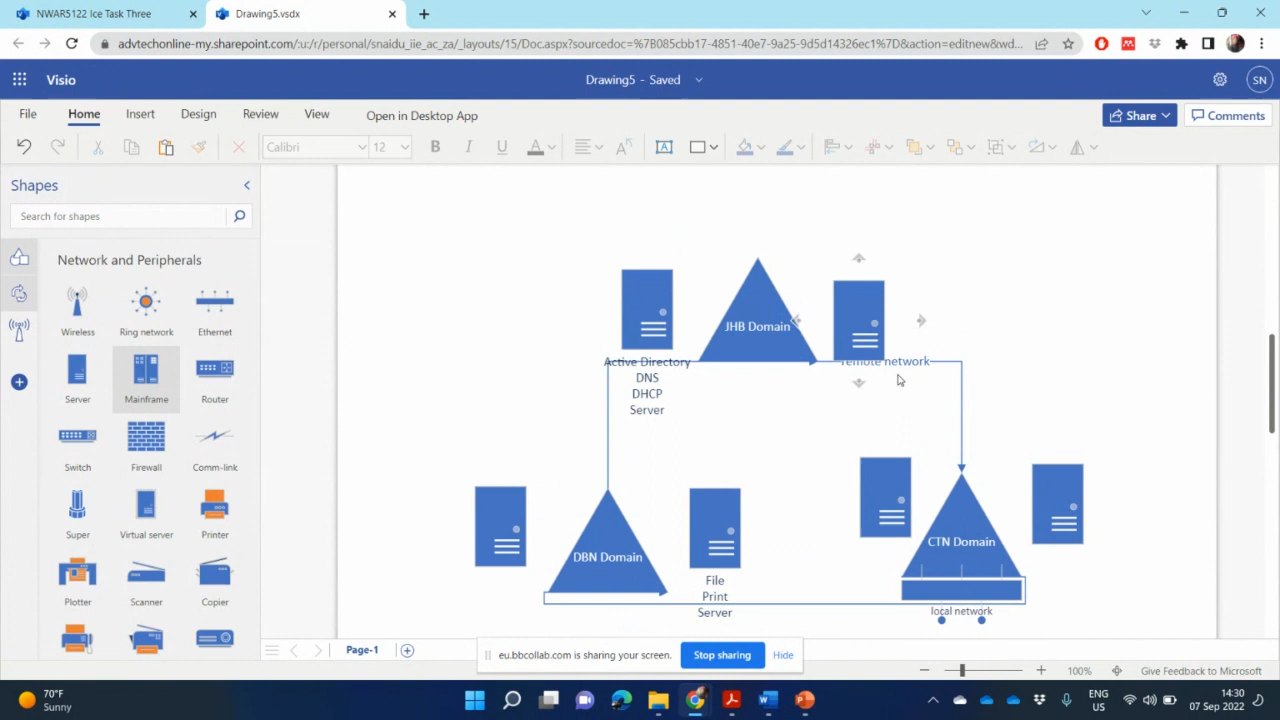 NWAR5122 Ice Task Three
Drawing5.vsdx
advtechonline-my.sharepoint.com/:u:/r/personal/snaidu_iie_ac_za/_layouts/15/Doc.aspx?sourcedoc=%7B085cbb17-4851-40e7-9a25-9d5d14326ec1%7D&action=editnew&wd...
Visio
Drawing5 - Saved
SN
File
Home
Insert
Design
Review
View
Open in Desktop App
Share
Comments
Calibri
12
B
I
U
A
Shapes
Search for shapes
Network and Peripherals
Wireless
Ring network
Ethernet
Server
Mainframe
Router
Switch
Firewall
Comm-link
Super
Virtual server
Printer
Plotter
Scanner
Copier
JHB Domain
Active Directory
DNS
DHCP
Server
remote network
DBN Domain
File
Print
Server
CTN Domain
local network
Page-1
eu.bbcollab.com is sharing your screen.
Stop sharing
Hide
100%
Give Feedback to Microsoft
70°F
Sunny
ENG
US
14:30
07 Sep 2022